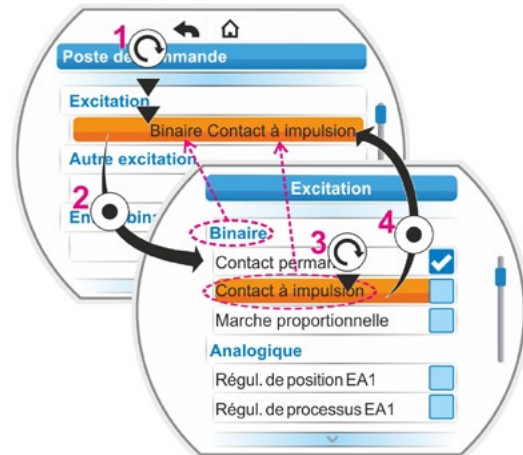 1
Poste de mmande
Excitation
Binaire Contact à impulsion
Autre excitation
2
En bina
Excitation
Binaire
3
4
Contact perma
Contact à impulsion
Marche proportionnelle
Analogique
Régul. de position EA1
Régul. de processus EA1